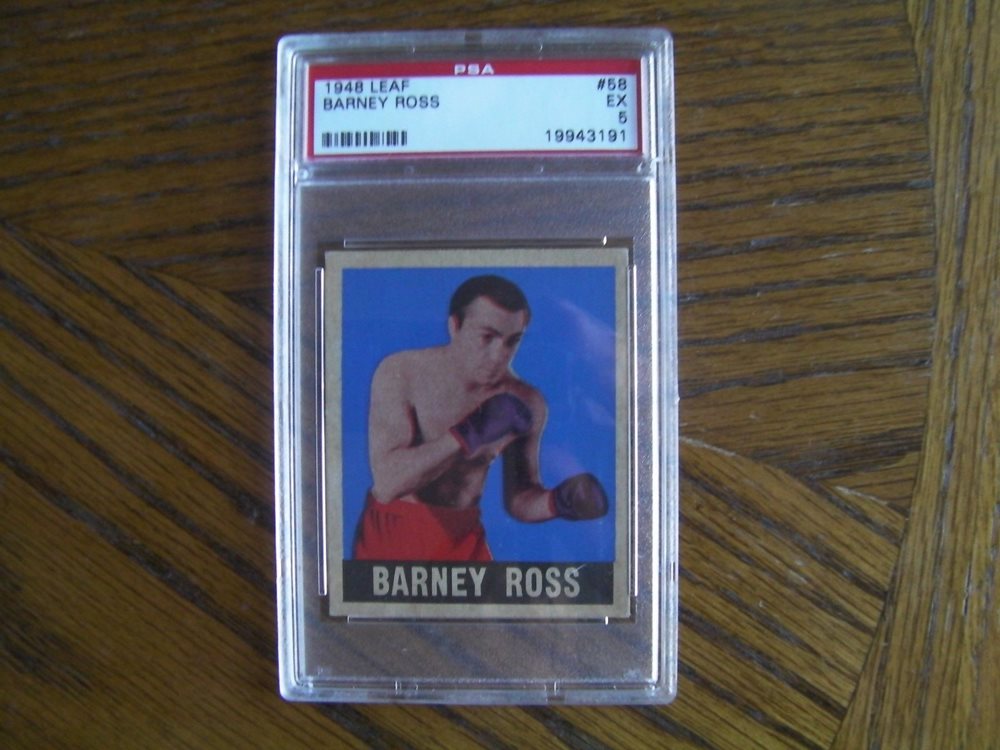 PSA
1948 LEAF #58
BARNEY ROSS EX
5
19943191
BARNEY ROSS